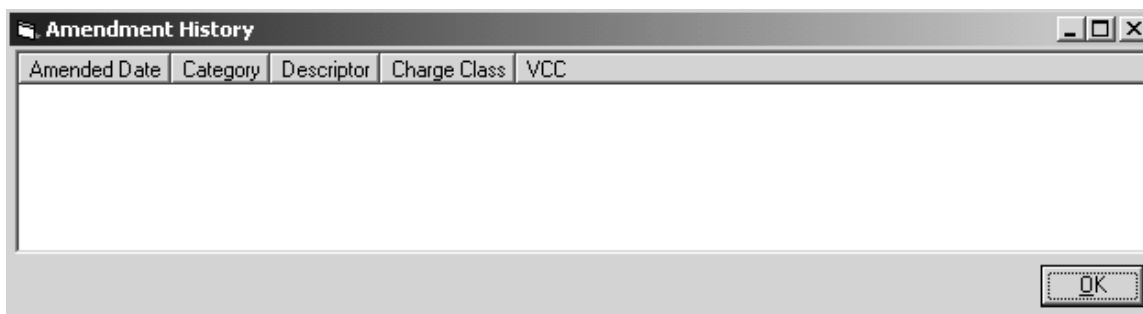 Amendment History
Amended Date Category Descriptor Charge Class VCC
OK